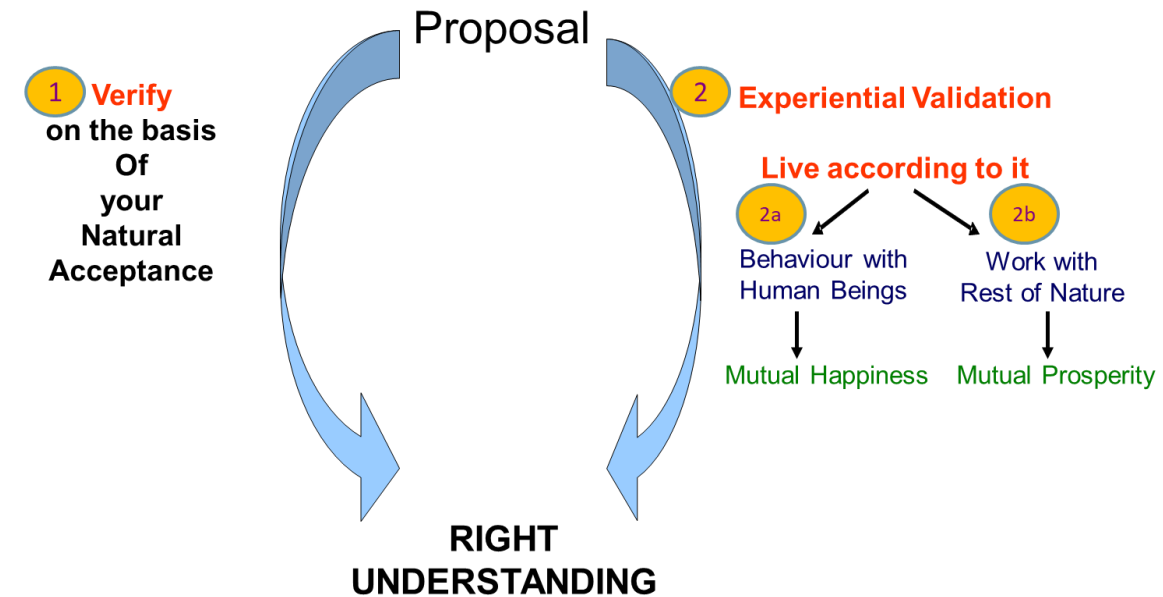 Proposal
1 Verify
on the basis
Of
your
Natural
Acceptance
2 Experiential Validation
Live according to it
2a
Behaviour with
Human Beings
Mutual Happiness
2b
Work with
Rest of Nature
Mutual Prosperity
RIGHT
UNDERSTANDING